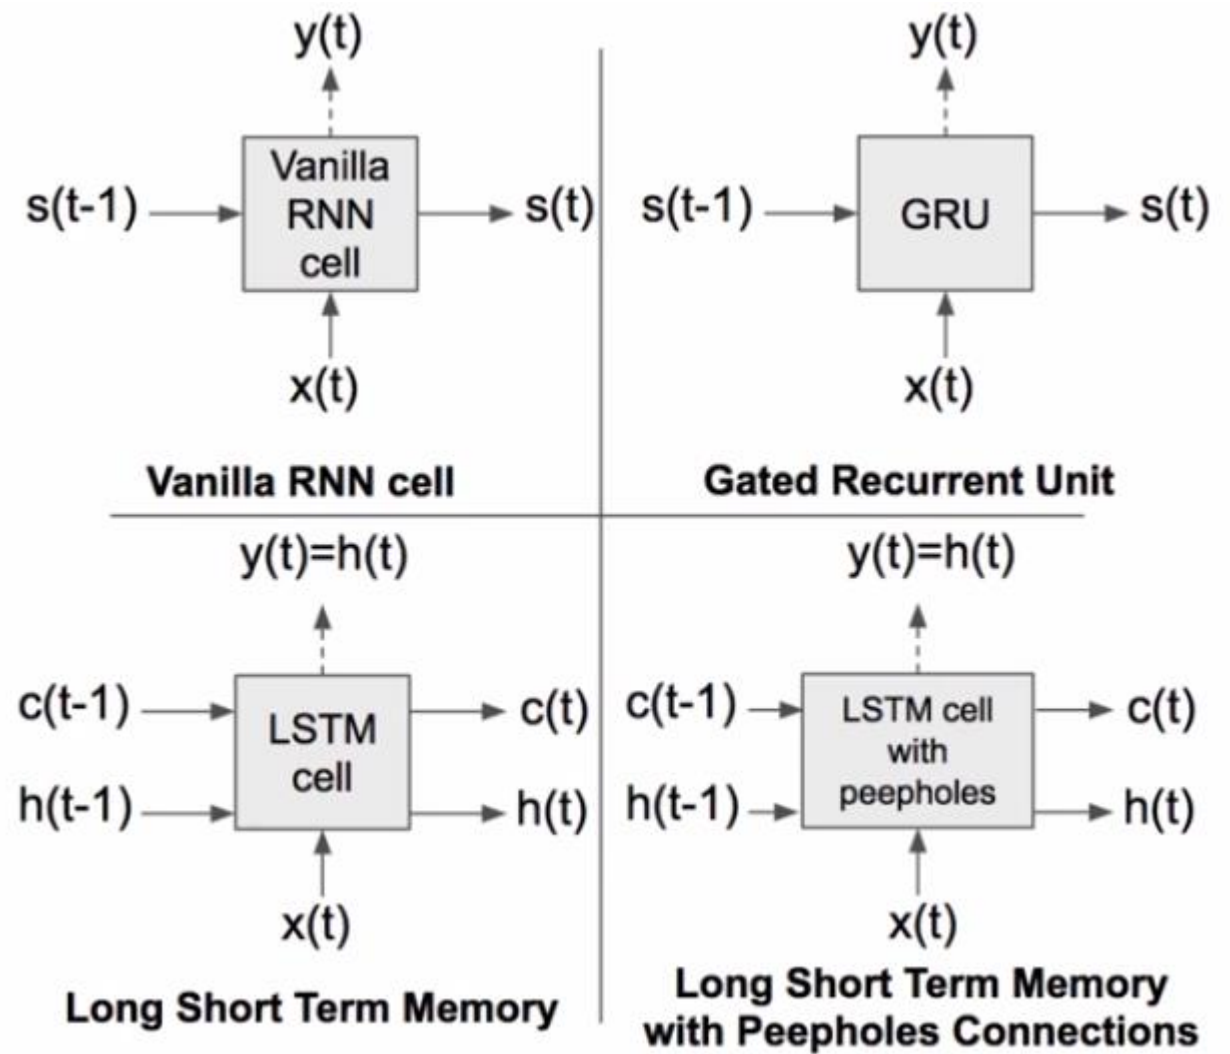 y(t)
Vanilla
RNN
cell
s(t-1)
s(t)
x(t)
Vanilla RNN cell
y(t)
s(t-1)
GRU
s(t)
x(t)
Gated Recurrent Unit
y(t)=h(t)
c(t-1)
LSTM
cell
c(t)
h(t-1)
h(t)
x(t)
Long Short Term Memory
y(t)=h(t)
c(t-1)
LSTM cell
with
peepholes
c(t)
h(t-1)
h(t)
x(t)
Long Short Term Memory
with Peepholes Connections